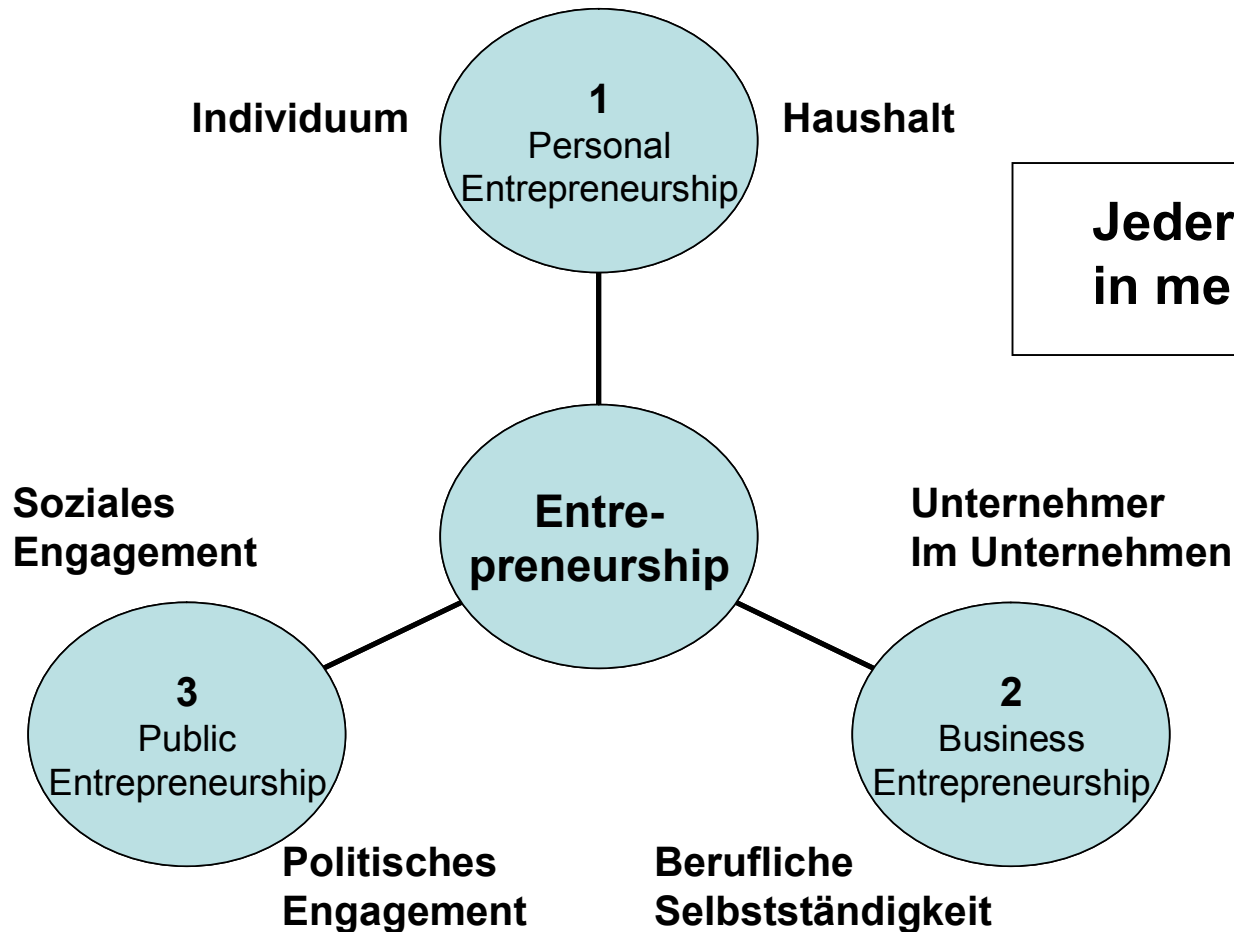 1
Personal
Entrepreneurship
Individuum
Haushalt
Jeder
in me
Entre-
preneurship
Soziales
Engagement
Unternehmer
Im Unternehmen
3
Public
Entrepreneurship
2
Business
Entrepreneurship
Politisches
Engagement
Berufliche
Selbstständigkeit